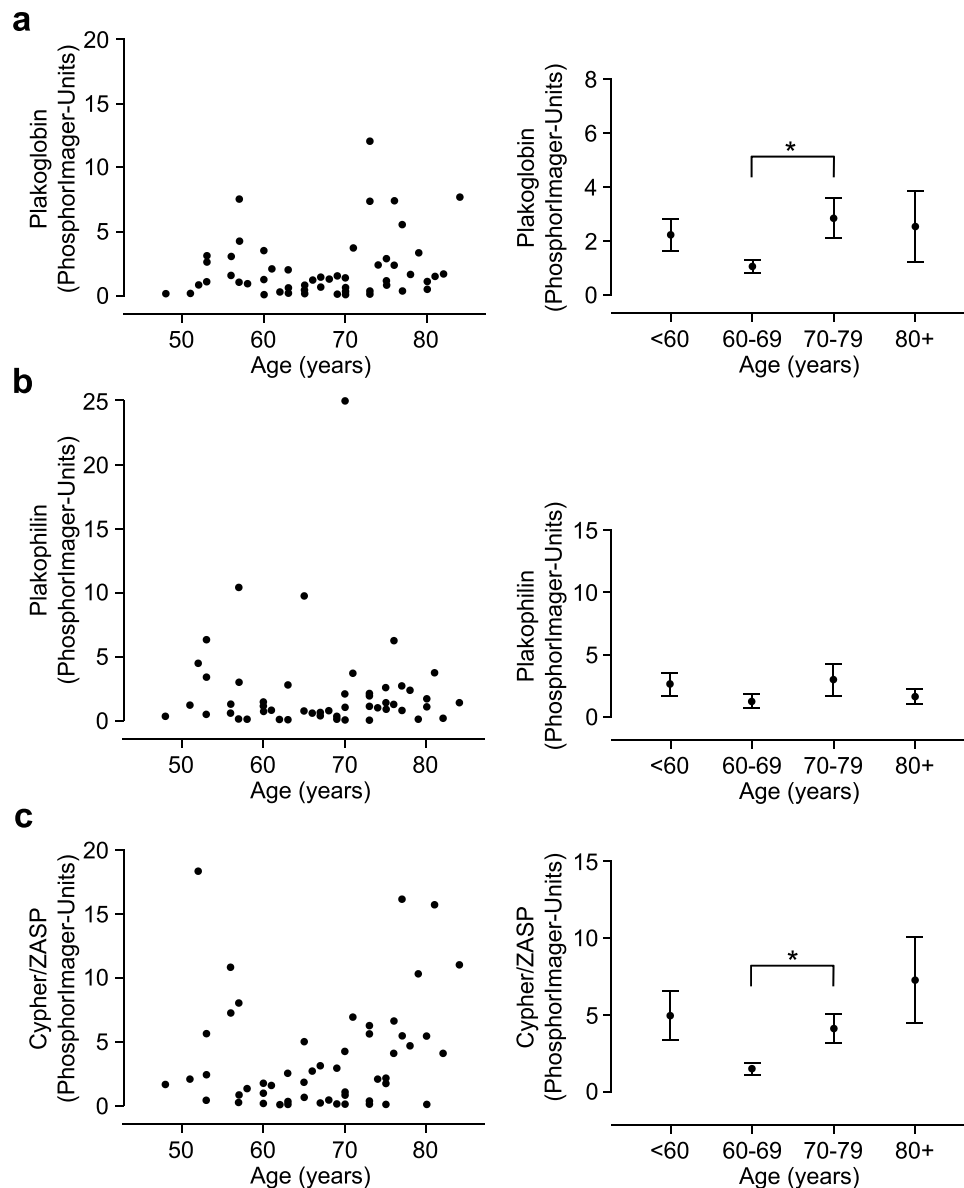 a
Plakoglobin
(PhosphorImager-Units)
20
15
10
5
0
50 60 70 80
Age (years)
Plakoglobin
(PhosphorImager-Units)
8
6
4
2
0
*
<60 60-69 70-79 80+
Age (years)
b
Plakophilin
(PhosphorImager-Units)
25
20
15
10
5
0
50 60 70 80
Age (years)
Plakophilin
(PhosphorImager-Units)
15
10
5
0
<60 60-69 70-79 80+
Age (years)
c
Cypher/ZASP
(PhosphorImager-Units)
20
15
10
5
0
50 60 70 80
Age (years)
Cypher/ZASP
(PhosphorImager-Units)
15
10
5
0
*
<60 60-69 70-79 80+
Age (years)